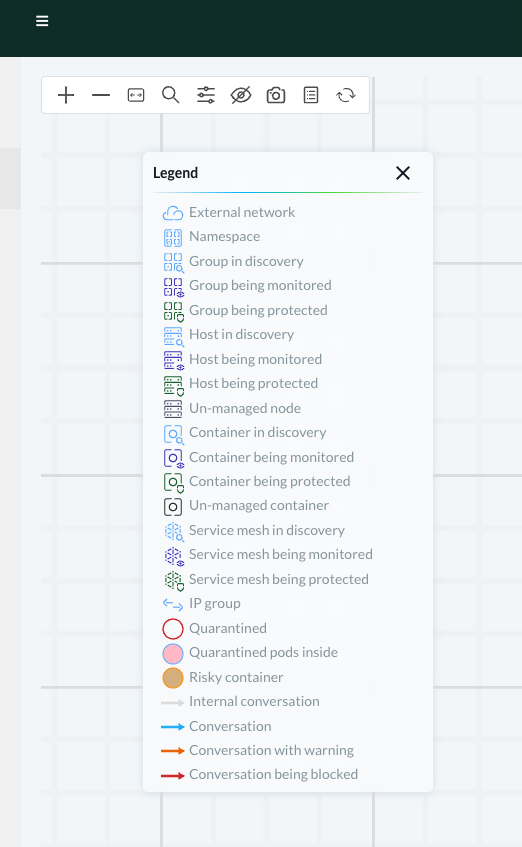 Legend
External network
Namespace
Group in discovery
Group being monitored
Group being protected
Host in discovery
Host being monitored
Host being protected
Un-managed node
Container in discovery
Container being monitored
Container being protected
Un-managed container
Service mesh in discovery
Service mesh being monitored
Service mesh being protected
IP group
Quarantined
Quarantined pods inside
Risky container
Internal conversation
Conversation
Conversation with warning
Conversation being blocked